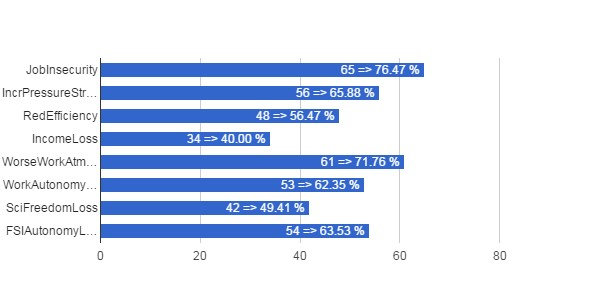 JobInsecurity 65 => 76.47 %
IncrPressureStr... 56 => 65.88 %
RedEfficiency 48 => 56.47 %
IncomeLoss 34 => 40.00 %
WorseWorkAtm... 61 => 71.76 %
WorkAutonomy... 53 => 62.35 %
SciFreedomLoss 42 => 49.41 %
FSIAutonomyL... 54 => 63.53 %
0 20 40 60 80